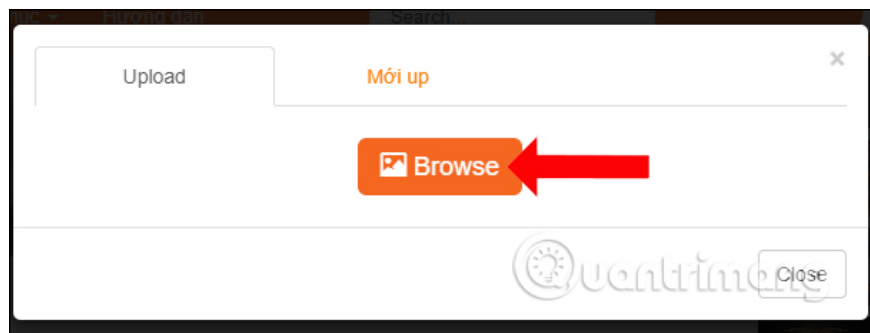 Hướng dẫn
Search...
Upload
Mới up
×
Browse
Quantrimang
Close